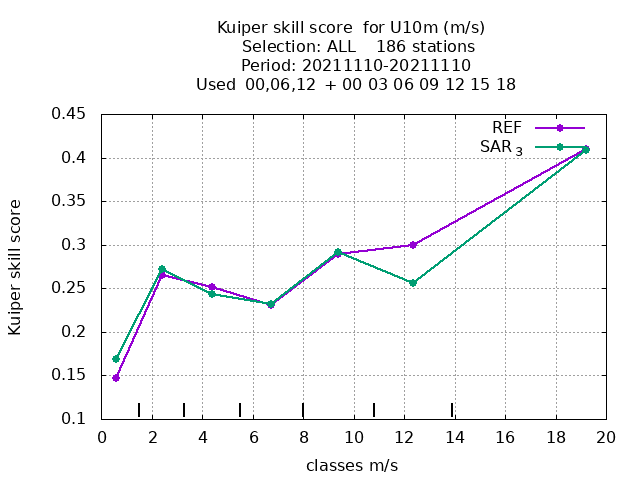 Kuiper skill score  for U10m (m/s)
Selection: ALL    186 stations
Period: 20211110-20211110
Used  00,06,12  + 00 03 06 09 12 15 18
REF
SAR 3
0.45
0.4
0.35
0.3
0.25
0.2
0.15
0.1
Kuiper skill score
0 2 4 6 8 10 12 14 16 18 20
classes m/s